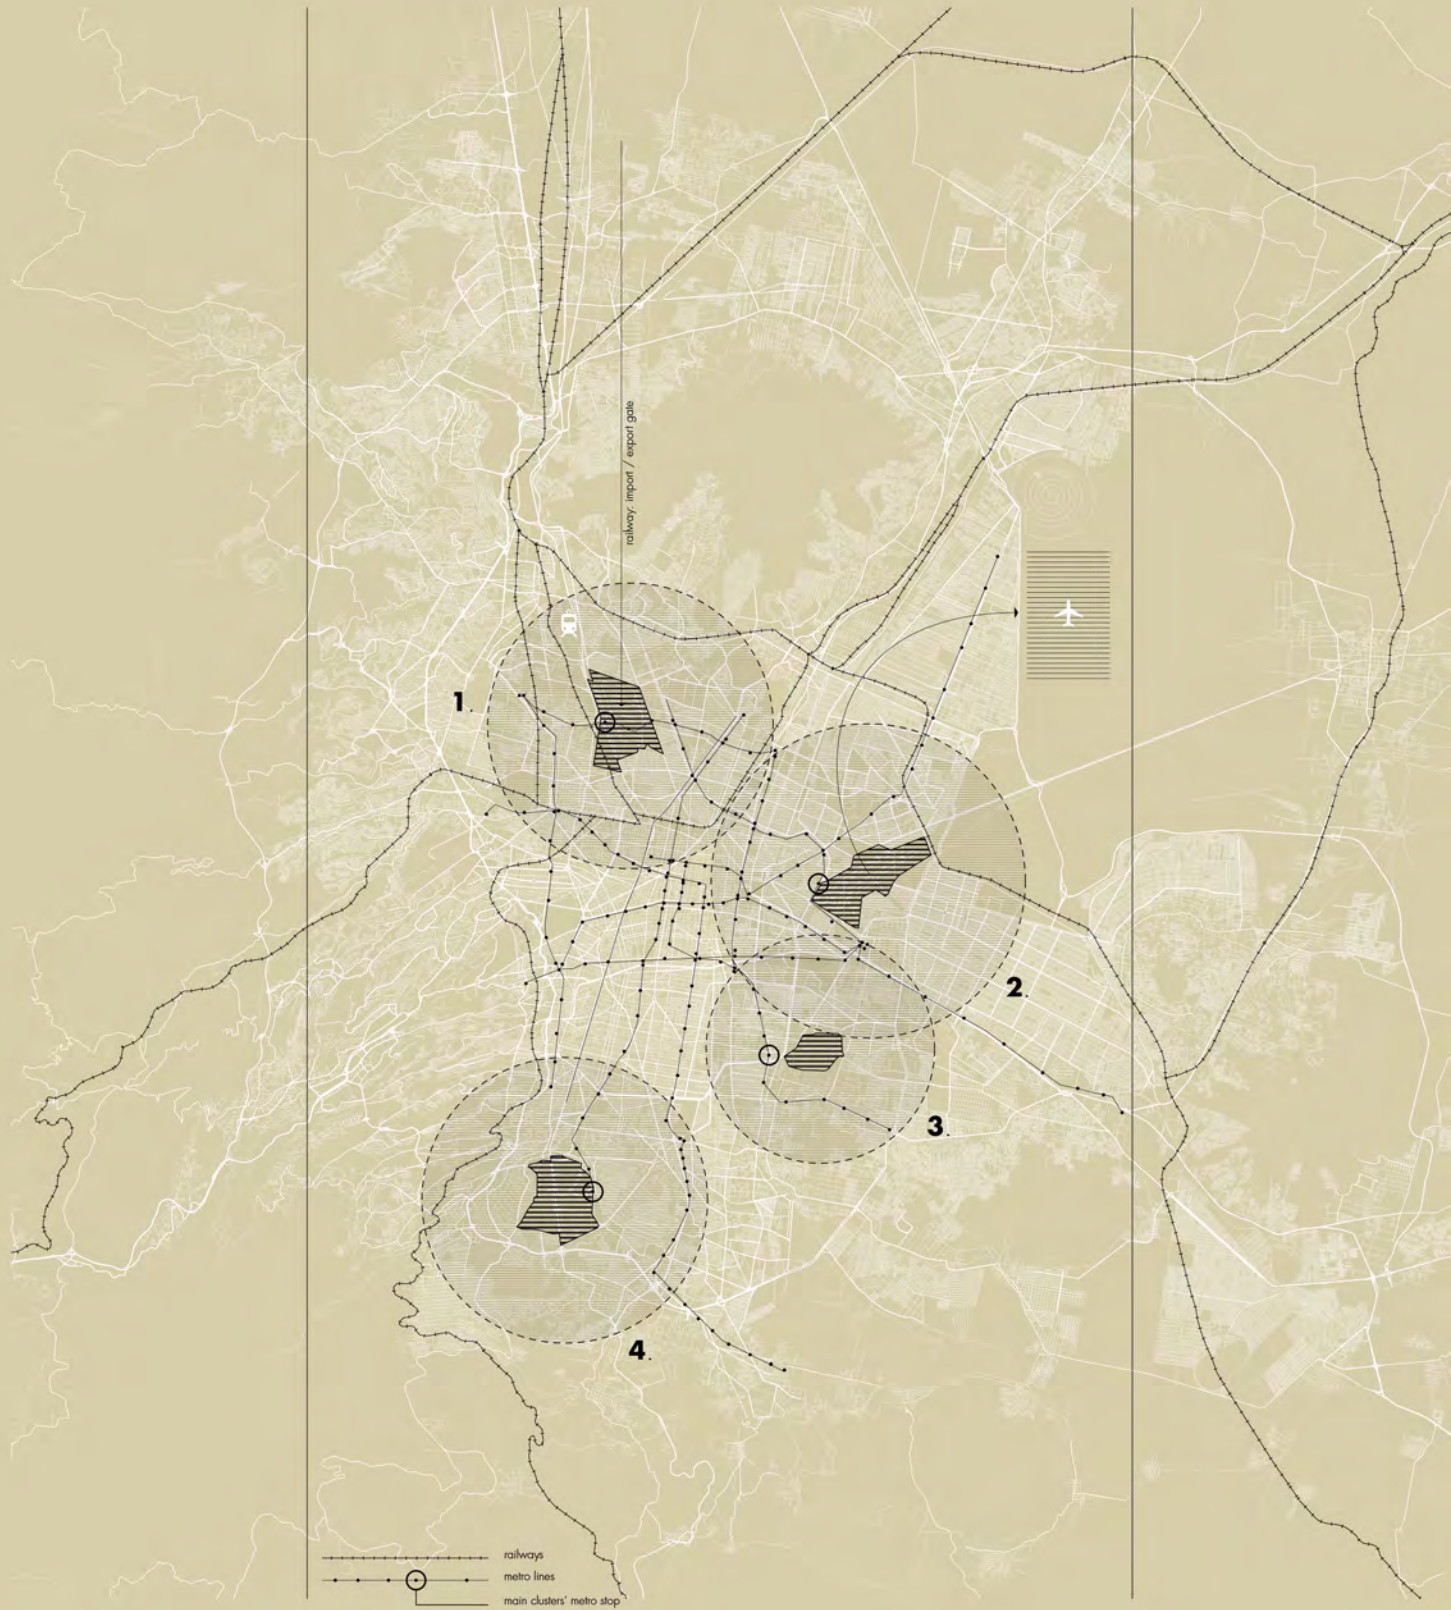 railway: import / export gate
1.
2.
3.
4.
railways
metro lines
main clusters' metro stop